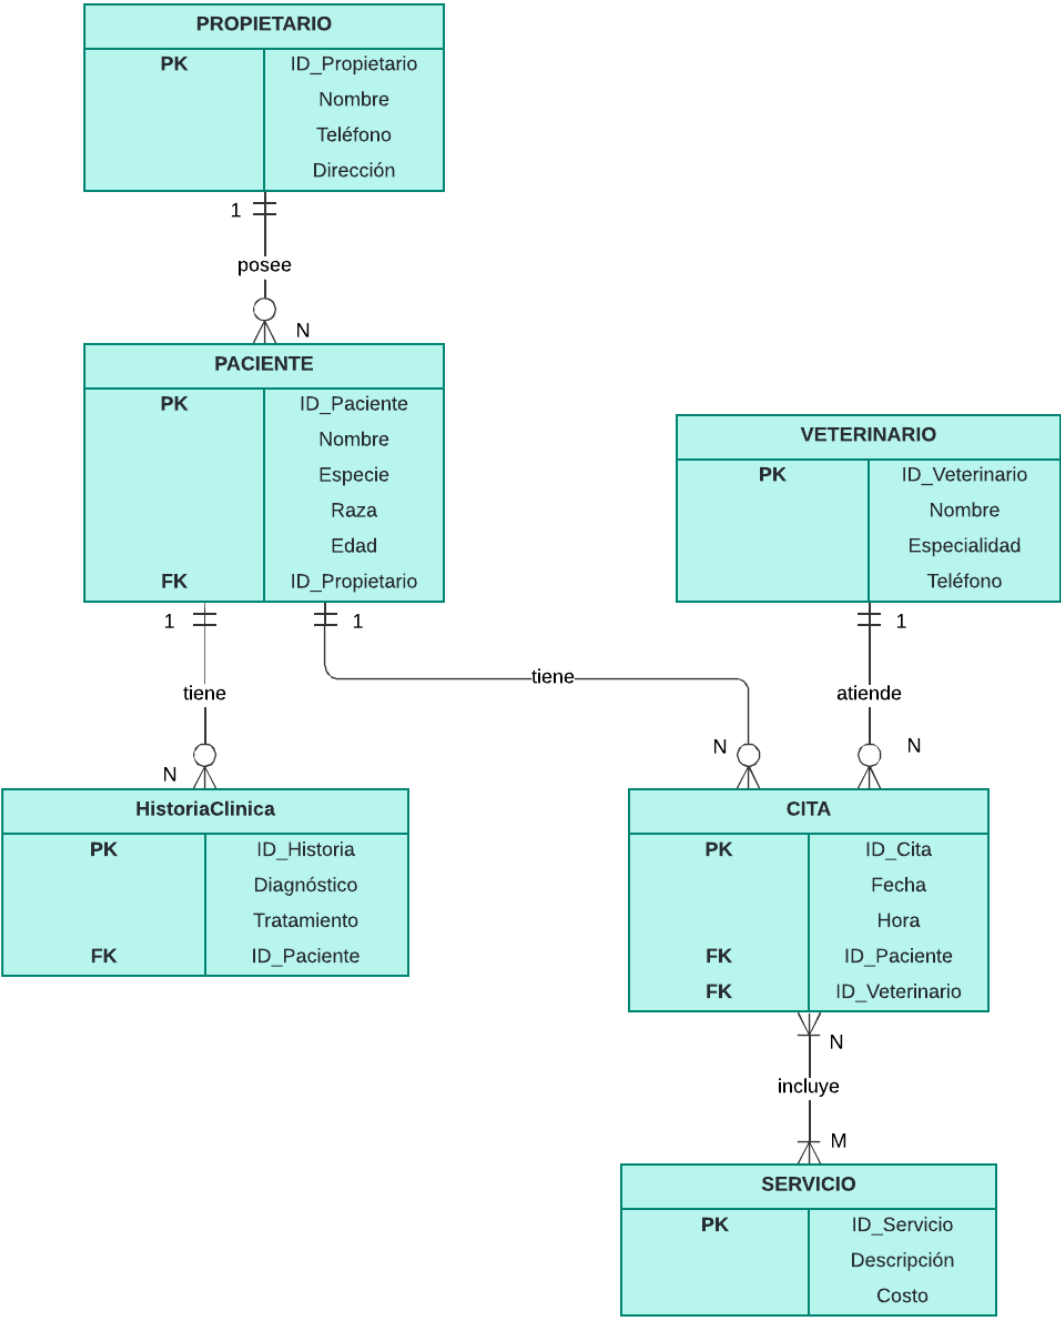 PROPIETARIO
PK ID_Propietario
Nombre
Teléfono
Dirección
1
posee
N
PACIENTE
PK ID_Paciente
Nombre
Especie
Raza
Edad
FK ID_Propietario
VETERINARIO
PK ID_Veterinario
Nombre
Especialidad
Teléfono
1
1
1
tiene
tiene
atiende
N
N
N
HistoriaClinica
PK ID_Historia
Diagnóstico
Tratamiento
FK ID_Paciente
CITA
PK ID_Cita
Fecha
Hora
FK ID_Paciente
FK ID_Veterinario
N
incluye
M
SERVICIO
PK ID_Servicio
Descripción
Costo